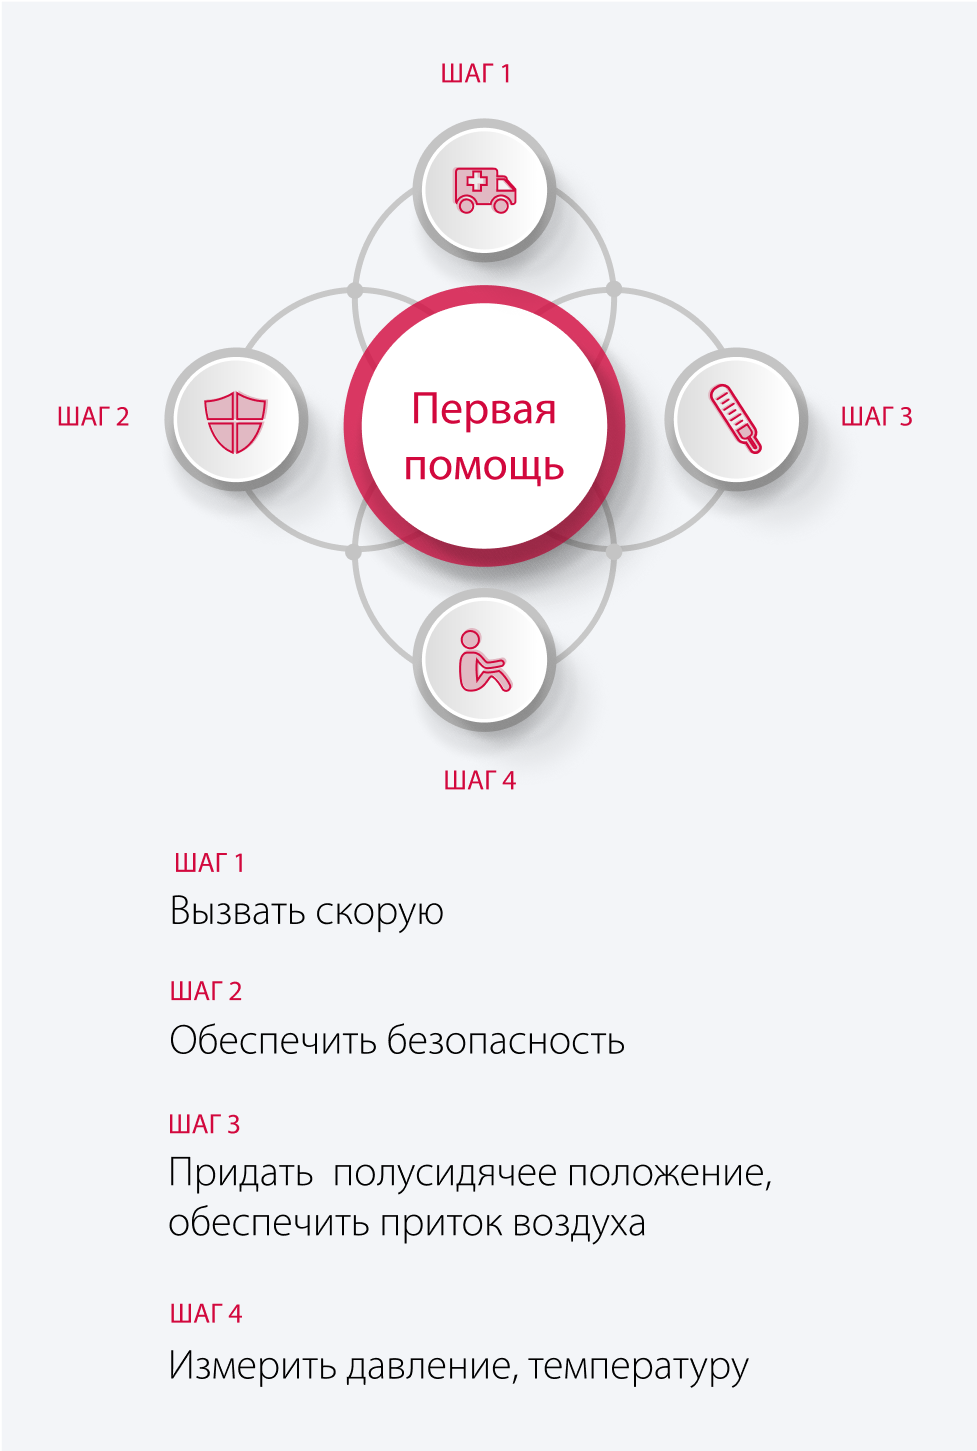 ШАГ 1
ШАГ 2
Первая
помощь
ШАГ 3
ШАГ 4
ШАГ 1
Вызвать скорую
ШАГ 2
Обеспечить безопасность
ШАГ 3
Придать  полусидячее положение,
обеспечить приток воздуха
ШАГ 4
Измерить давление, температуру